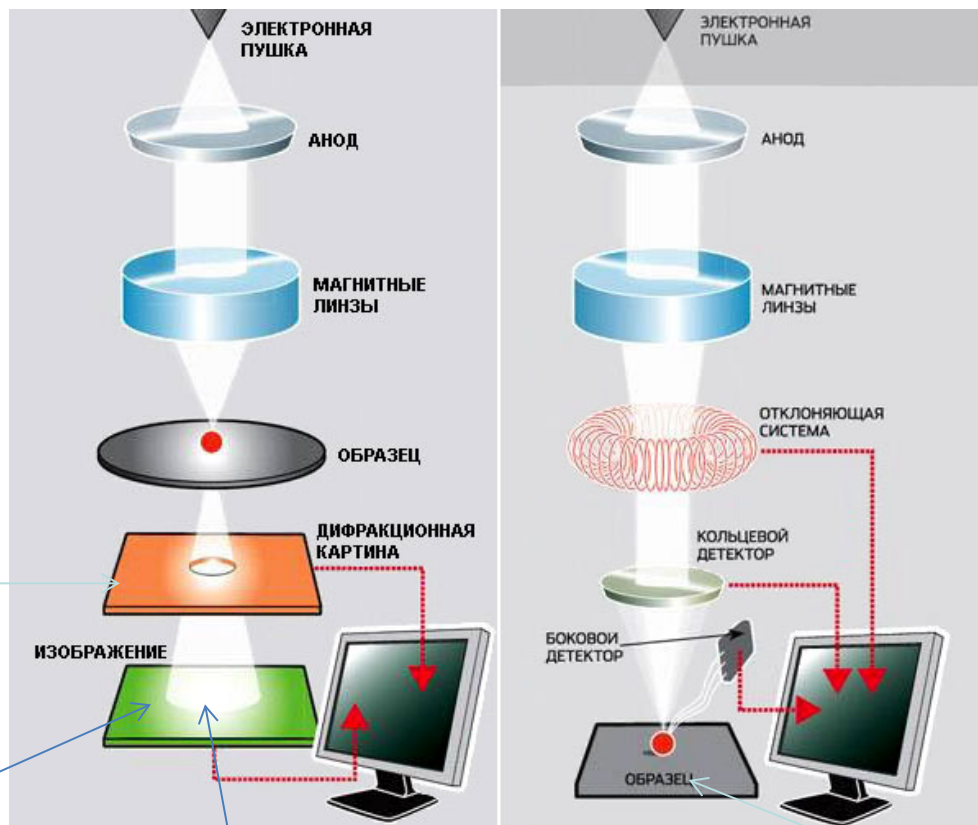 ЭЛЕКТРОННАЯ
ПУШКА
АНОД
МАГНИТНЫЕ
ЛИНЗЫ
ОБРАЗЕЦ
ДИФРАКЦИОННАЯ
КАРТИНА
ИЗОБРАЖЕНИЕ
ЭЛЕКТРОННАЯ
ПУШКА
АНОД
МАГНИТНЫЕ
ЛИНЗЫ
ОТКЛОНЯЮЩАЯ
СИСТЕМА
КОЛЬЦЕВОЙ
ДЕТЕКТОР
БОКОВОЙ
ДЕТЕКТОР
ОБРАЗЕЦ